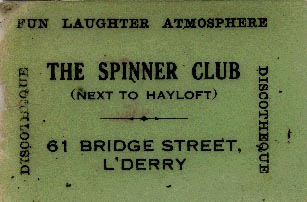 FUN LAUGHTER ATMOSPHERE
DISCOTHEQUE
THE SPINNER CLUB
(NEXT TO HAYLOFT)
61 BRIDGE STREET,
L'DERRY
DISCOTHEQUE